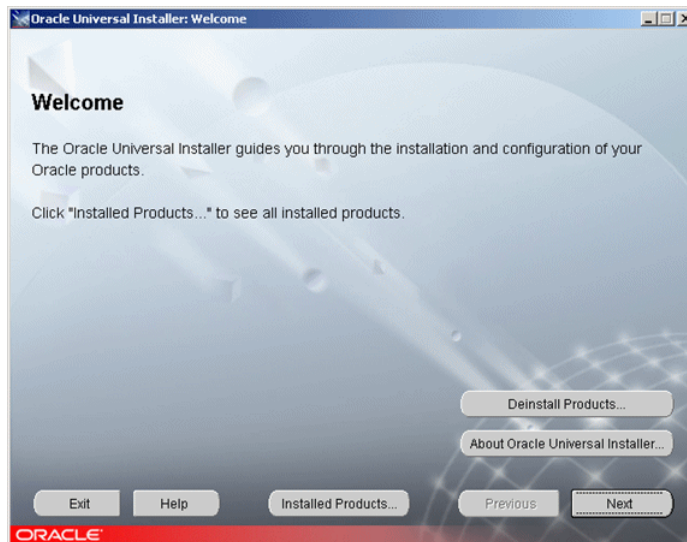 Oracle Universal Installer: Welcome
Welcome
The Oracle Universal Installer guides you through the installation and configuration of your
Oracle products.
Click "Installed Products..." to see all installed products.
Deinstall Products...
About Oracle Universal Installer...
Exit Help Installed Products... Previous Next
ORACLE